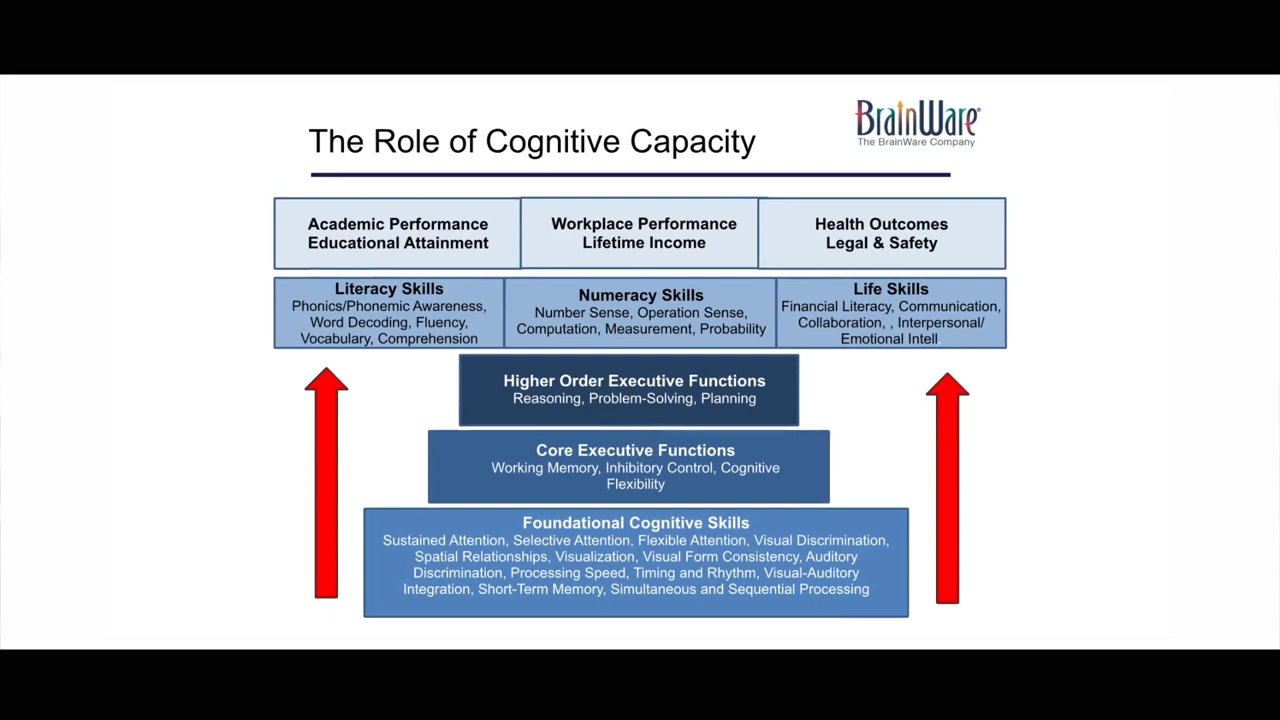 BrainWare®
The BrainWare Company
The Role of Cognitive Capacity
Academic Performance
Educational Attainment
Workplace Performance
Lifetime Income
Health Outcomes
Legal & Safety
Literacy Skills
Phonics/Phonemic Awareness,
Word Decoding, Fluency,
Vocabulary, Comprehension
Numeracy Skills
Number Sense, Operation Sense,
Computation, Measurement, Probability
Life Skills
Financial Literacy, Communication,
Collaboration, , Interpersonal/
Emotional Intell.
Higher Order Executive Functions
Reasoning, Problem-Solving, Planning
Core Executive Functions
Working Memory, Inhibitory Control, Cognitive
Flexibility
Foundational Cognitive Skills
Sustained Attention, Selective Attention, Flexible Attention, Visual Discrimination,
Spatial Relationships, Visualization, Visual Form Consistency, Auditory
Discrimination, Processing Speed, Timing and Rhythm, Visual-Auditory
Integration, Short-Term Memory, Simultaneous and Sequential Processing